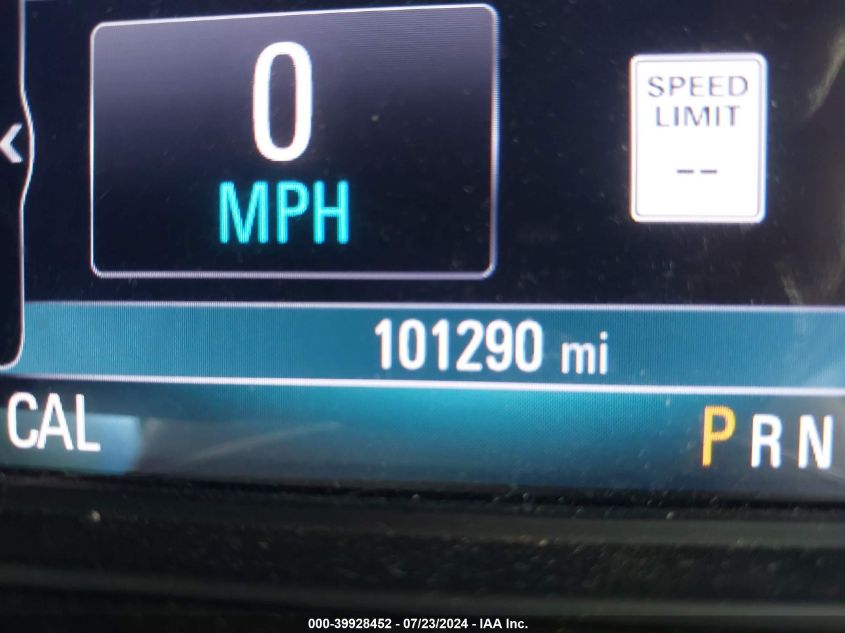 0
MPH
SPEED
LIMIT
--
101290 mi
CAL
P R N
000-39928452 - 07/23/2024 - IAA Inc.